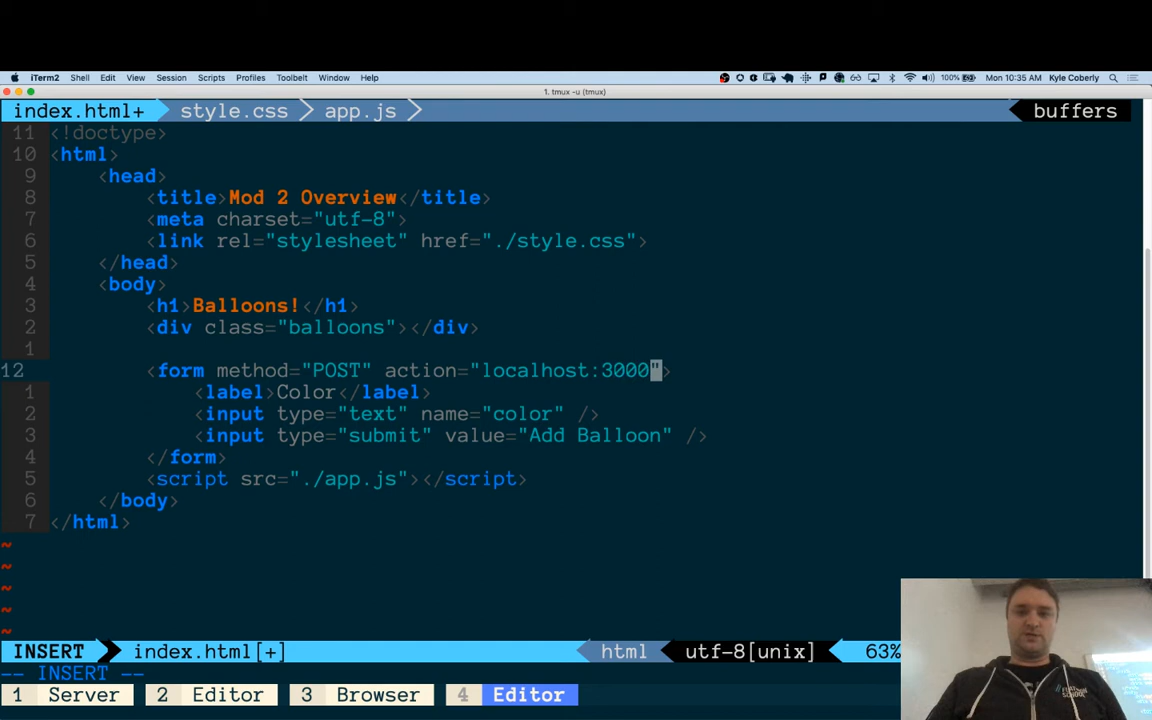 iTerm2 Shell Edit View Session Scripts Profiles Toolbelt Window Help 100% Mon 10:35 AM Kyle Coberly
1. tmux -u (tmux)
index.html+ style.css app.js buffers
11 <!doctype>
10 <html>
9 <head>
8 <title>Mod 2 Overview</title>
7 <meta charset="utf-8">
6 <link rel="stylesheet" href="./style.css">
5 </head>
4 <body>
3 <h1>Balloons!</h1>
2 <div class="balloons"></div>
1
12 <form method="POST" action="localhost:3000">
1 <label>Color</label>
2 <input type="text" name="color" />
3 <input type="submit" value="Add Balloon" />
4 </form>
5 <script src="./app.js"></script>
6 </body>
7 </html>
~
~
~
~
~
INSERT index.html[+] html utf-8[unix] 63%
-- INSERT --
1 Server 2 Editor 3 Browser 4 Editor